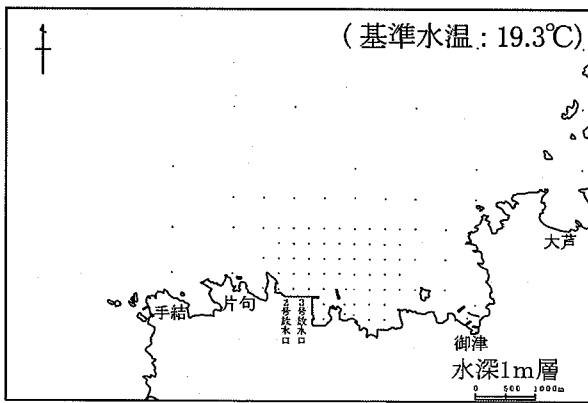 (基準水温:19.3℃)
大芦
手結
片句
2号放水口
3号放水口
御津
水深1m層
0 500 1000m